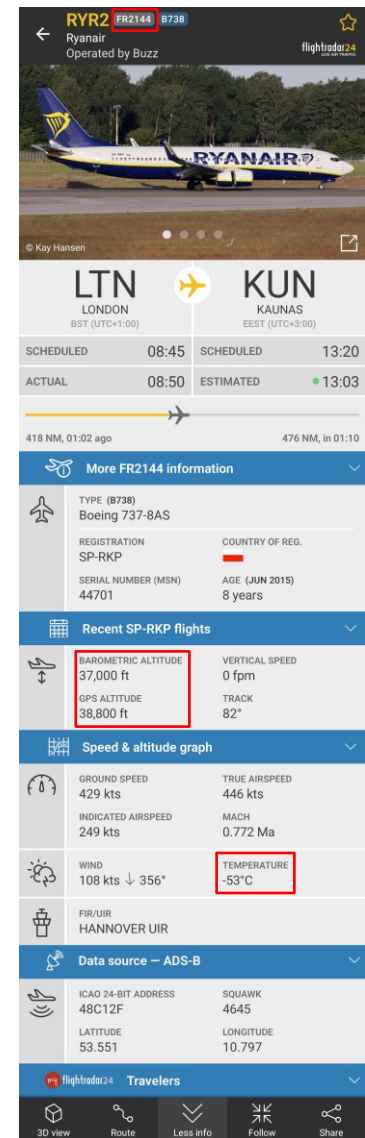 RYR2 FR2144 B738
Ryanair
Operated by Buzz
flightradar24
LIVE AIR TRAFFIC
RYANAIR
© Kay Hansen
LTN KUN
LONDON KAUNAS
BST (UTC+1:00) EEST (UTC+3:00)
SCHEDULED 08:45 SCHEDULED 13:20
ACTUAL 08:50 ESTIMATED 13:03
418 NM, 01:02 ago 476 NM, in 01:10
More FR2144 information
TYPE (B738)
Boeing 737-8AS
REGISTRATION COUNTRY OF REG.
SP-RKP
SERIAL NUMBER (MSN) AGE (JUN 2015)
44701 8 years
Recent SP-RKP flights
BAROMETRIC ALTITUDE VERTICAL SPEED
37,000 ft 0 fpm
GPS ALTITUDE TRACK
38,800 ft 82°
Speed & altitude graph
GROUND SPEED TRUE AIRSPEED
429 kts 446 kts
INDICATED AIRSPEED MACH
249 kts 0.772 Ma
WIND TEMPERATURE
108 kts ↓ 356° -53°C
FIR/UIR
HANNOVER UIR
Data source — ADS-B
ICAO 24-BIT ADDRESS SQUAWK
48C12F 4645
LATITUDE LONGITUDE
53.551 10.797
flightradar24 Travelers
3D view Route Less info Follow Share